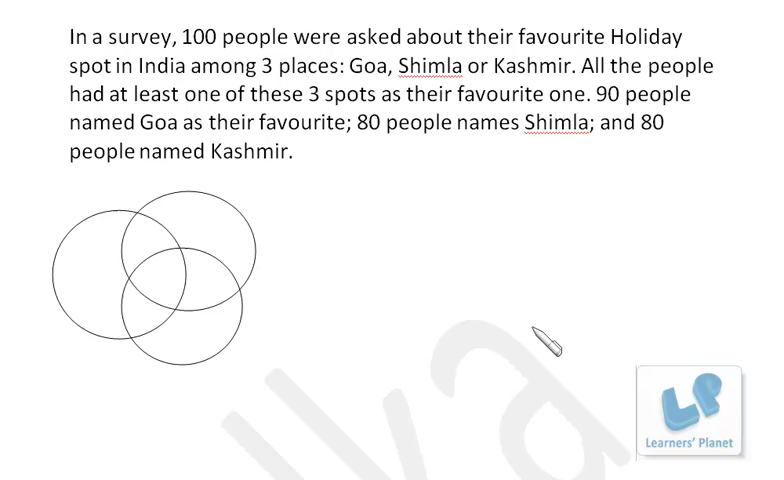 In a survey, 100 people were asked about their favourite Holiday
spot in India among 3 places: Goa, Shimla or Kashmir. All the people
had at least one of these 3 spots as their favourite one. 90 people
named Goa as their favourite; 80 people names Shimla; and 80
people named Kashmir.
LP
Learners' Planet